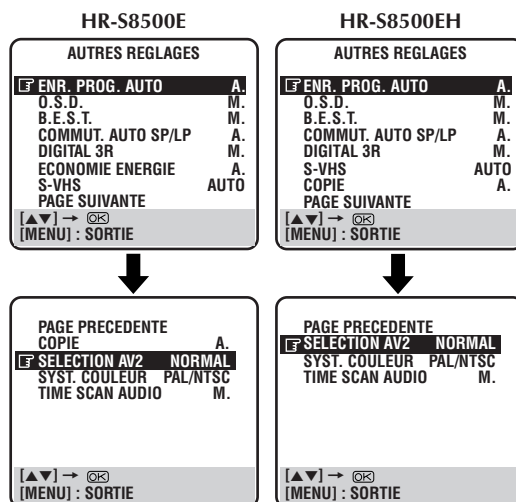 HR-S8500E
AUTRES REGLAGES
ENR. PROG. AUTO A.
O.S.D. M.
B.E.S.T. M.
COMMUT. AUTO SP/LP A.
DIGITAL 3R M.
ECONOMIE ENERGIE A.
S-VHS AUTO
PAGE SUIVANTE
[▲▼] → OK
[MENU] : SORTIE
PAGE PRECEDENTE
COPIE A.
SELECTION AV2 NORMAL
SYST. COULEUR PAL/NTSC
TIME SCAN AUDIO M.
[▲▼] → OK
[MENU] : SORTIE
HR-S8500EH
AUTRES REGLAGES
ENR. PROG. AUTO A.
O.S.D. M.
B.E.S.T. M.
COMMUT. AUTO SP/LP A.
DIGITAL 3R M.
S-VHS AUTO
COPIE A.
PAGE SUIVANTE
[▲▼] → OK
[MENU] : SORTIE
PAGE PRECEDENTE
SELECTION AV2 NORMAL
SYST. COULEUR PAL/NTSC
TIME SCAN AUDIO M.
[▲▼] → OK
[MENU] : SORTIE